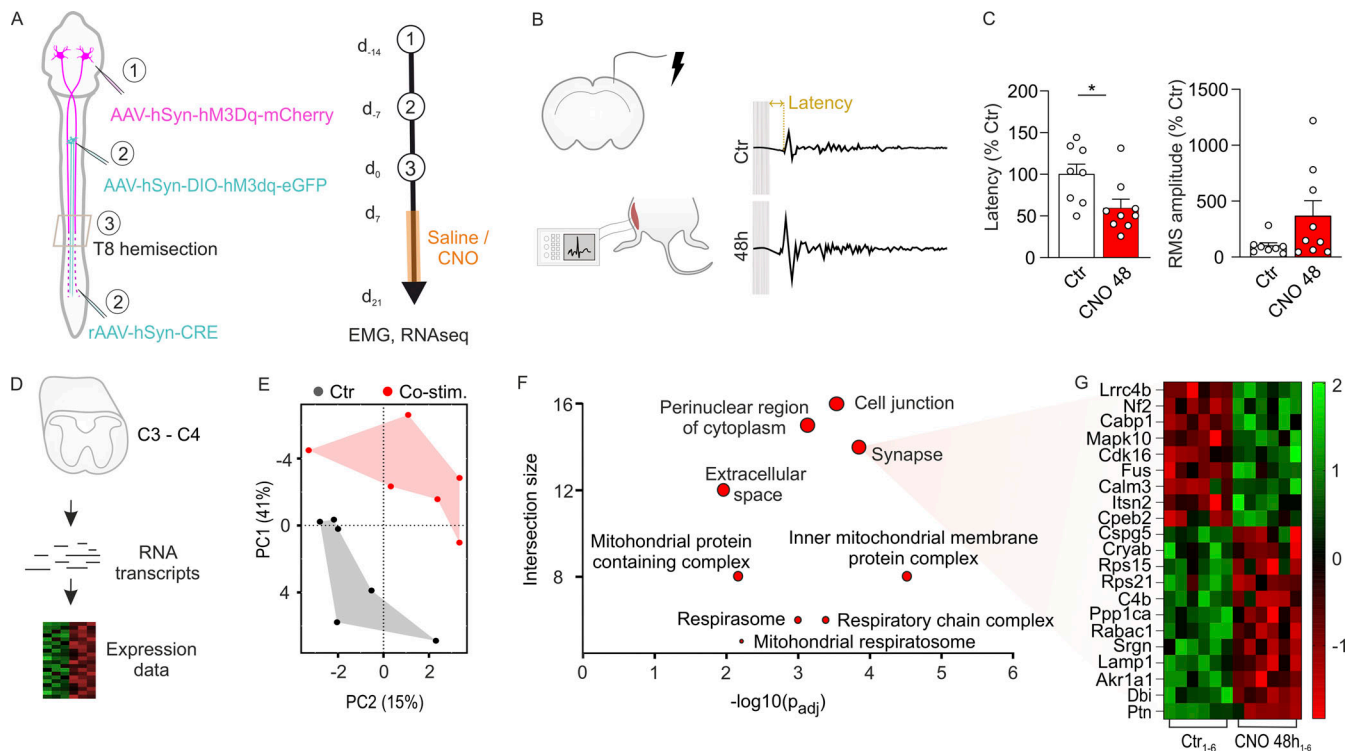 A
1
AAV-hSyn-hM3Dq-mCherry
2
AAV-hSyn-DIO-hM3dq-eGFP
3
T8 hemisection
2
rAAV-hSyn-CRE
d-14
1
d-7
2
d0
3
d7
Saline /
CNO
d21
EMG, RNAseq
B
Latency
Ctr
48h
C
Latency (% Ctr)
200
150
100
50
0
*
Ctr
CNO 48
RMS amplitude (% Ctr)
1500
1000
500
0
Ctr
CNO 48
D
C3 - C4
RNA
transcripts
Expression
data
E
Ctr
Co-stim.
PC1 (41%)
-4
0
4
-2 0 2
PC2 (15%)
F
Intersection size
16
12
8
Cell junction
Perinuclear region
of cytoplasm
Synapse
Extracellular
space
Mitohondrial protein
containing complex
Inner mitochondrial membrane
protein complex
Respirasome
Respiratory chain complex
Mitohondrial respiratosome
0 1 2 3 4 5 6
-log10(padj)
G
Lrrc4b
Nf2
Cabp1
Mapk10
Cdk16
Fus
Calm3
Itsn2
Cpeb2
Cspg5
Cryab
Rps15
Rps21
C4b
Ppp1ca
Rabac1
Srgn
Lamp1
Akr1a1
Dbi
Ptn
Ctr1-6
CNO 48h1-6
2
1
0
-1